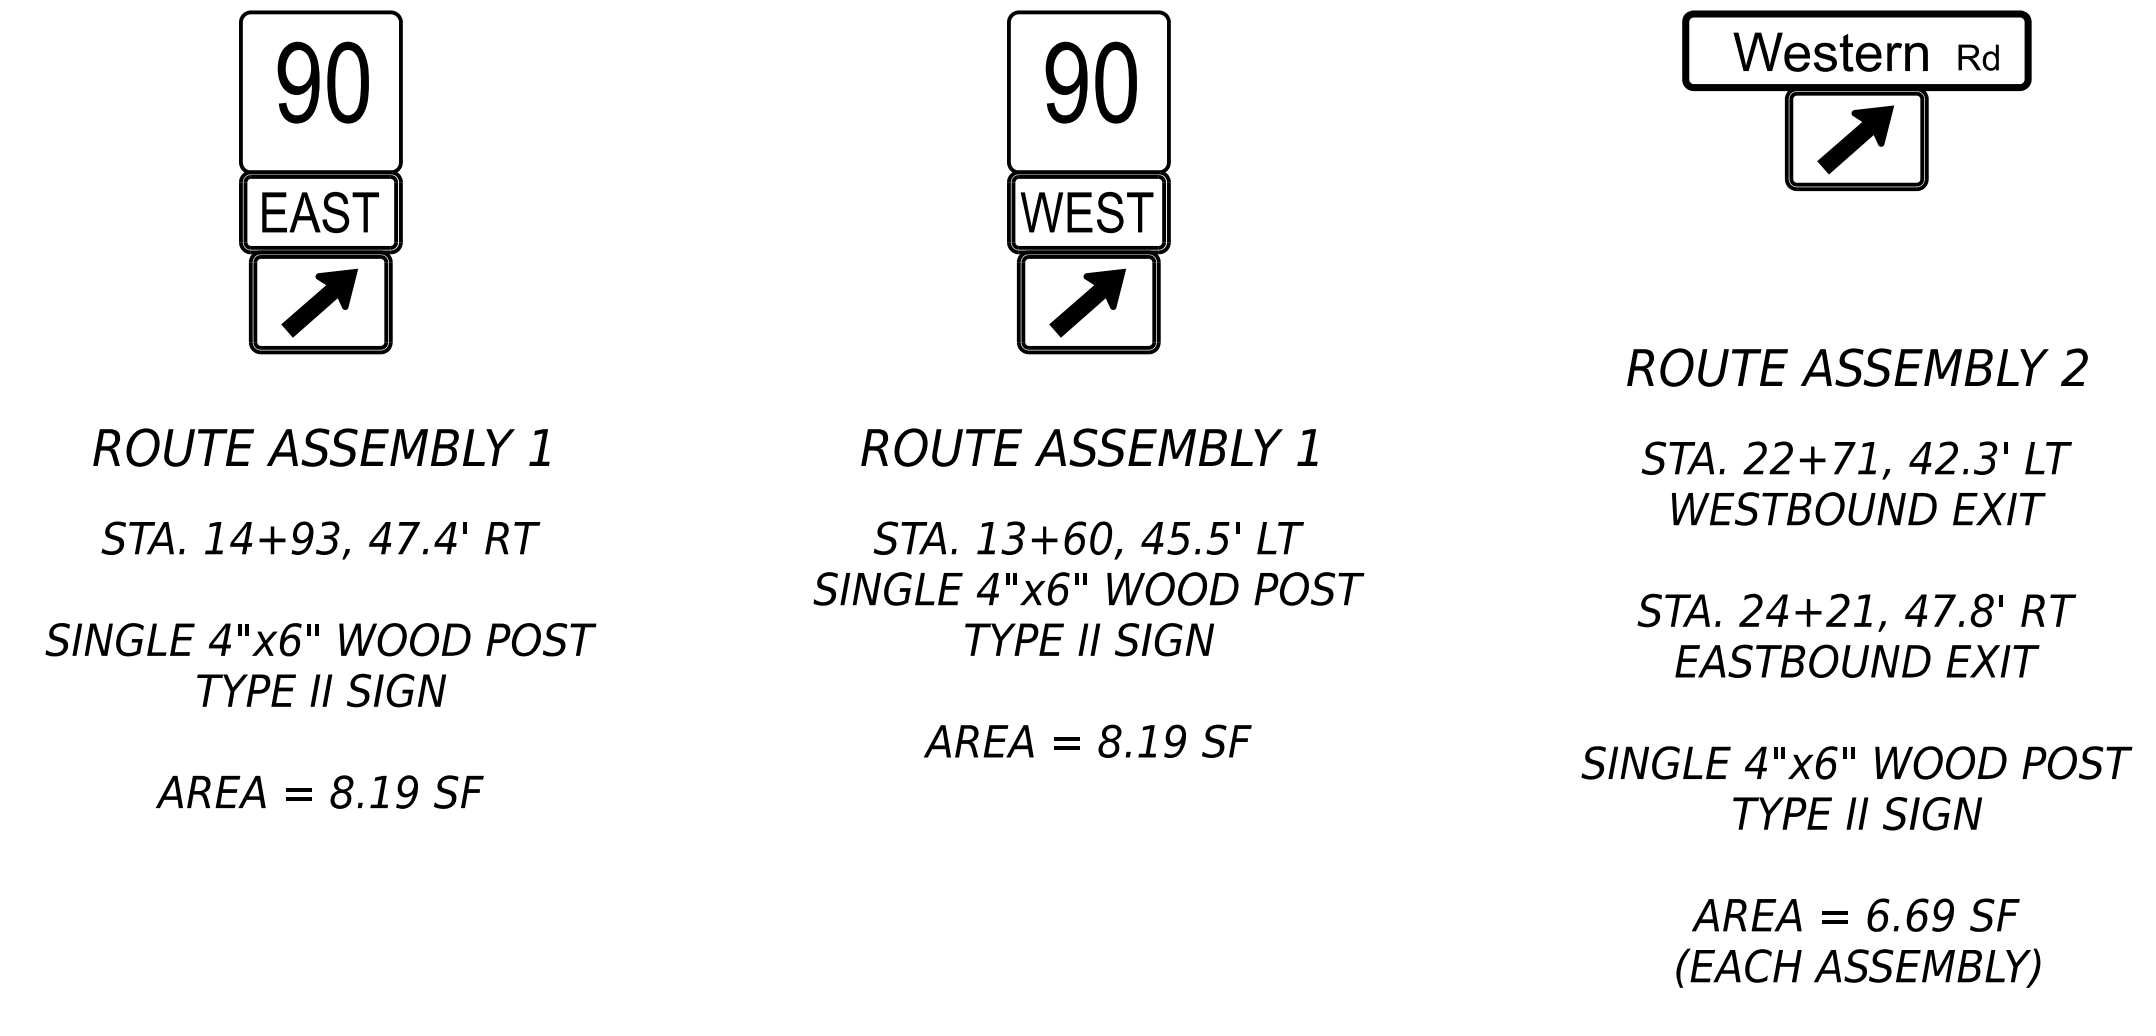 90
EAST
ROUTE ASSEMBLY 1
STA. 14+93, 47.4' RT
SINGLE 4"x6" WOOD POST
TYPE II SIGN
AREA = 8.19 SF
90
WEST
ROUTE ASSEMBLY 1
STA. 13+60, 45.5' LT
SINGLE 4"x6" WOOD POST
TYPE II SIGN
AREA = 8.19 SF
Western Rd
ROUTE ASSEMBLY 2
STA. 22+71, 42.3' LT
WESTBOUND EXIT
STA. 24+21, 47.8' RT
EASTBOUND EXIT
SINGLE 4"x6" WOOD POST
TYPE II SIGN
AREA = 6.69 SF
(EACH ASSEMBLY)